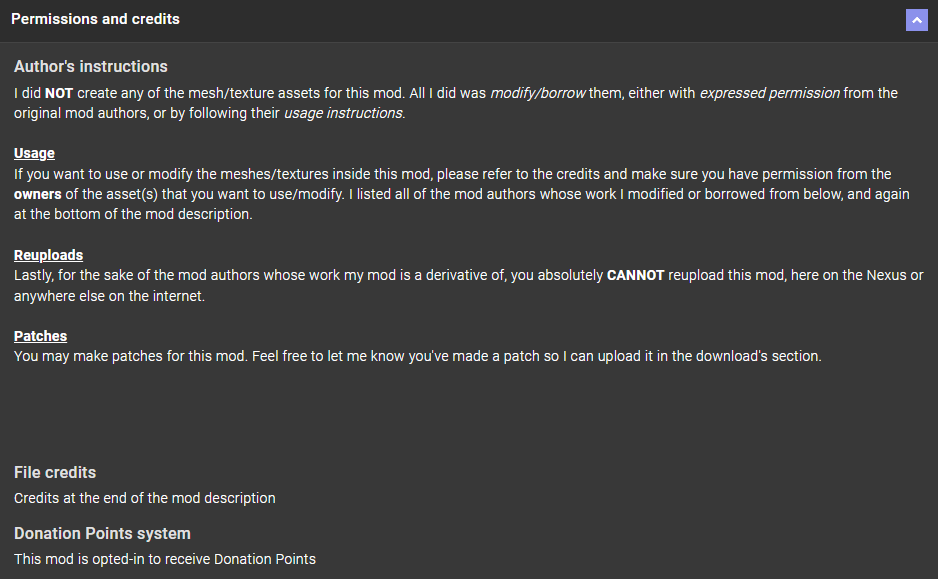 Permissions and credits
Author's instructions
I did NOT create any of the mesh/texture assets for this mod. All I did was modify/borrow them, either with expressed permission from the
original mod authors, or by following their usage instructions.
Usage
If you want to use or modify the meshes/textures inside this mod, please refer to the credits and make sure you have permission from the
owners of the asset(s) that you want to use/modify. I listed all of the mod authors whose work I modified or borrowed from below, and again
at the bottom of the mod description.
Reuploads
Lastly, for the sake of the mod authors whose work my mod is a derivative of, you absolutely CANNOT reupload this mod, here on the Nexus or
anywhere else on the internet.
Patches
You may make patches for this mod. Feel free to let me know you've made a patch so I can upload it in the download's section.
File credits
Credits at the end of the mod description
Donation Points system
This mod is opted-in to receive Donation Points